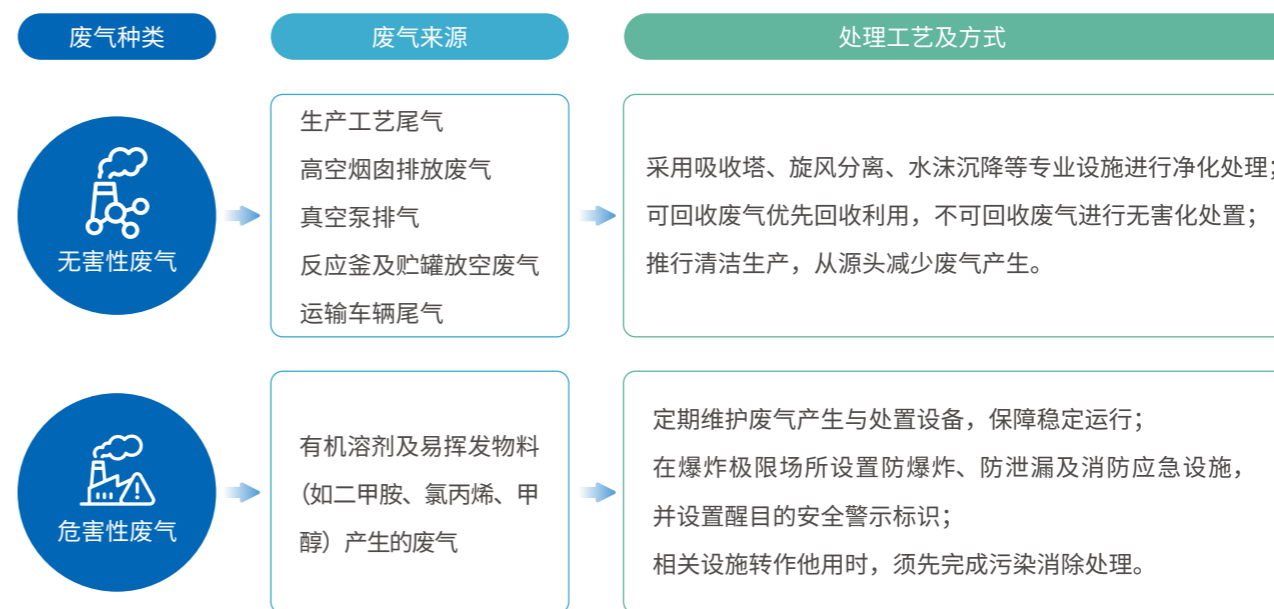 废气种类
废气来源
处理工艺及方式
无害性废气
生产工艺尾气
高空烟囱排放废气
真空泵排气
反应釜及贮罐放空废气
运输车辆尾气
采用吸收塔、旋风分离、水沫沉降等专业设施进行净化处理；
可回收废气优先回收利用，不可回收废气进行无害化处置；
推行清洁生产，从源头减少废气产生。
危害性废气
有机溶剂及易挥发物料
（如二甲胺、氯丙烯、甲
醇）产生的废气
定期维护废气产生与处置设备，保障稳定运行；
在爆炸极限场所设置防爆炸、防泄漏及消防应急设施，
并设置醒目的安全警示标识；
相关设施转作他用时，须先完成污染消除处理。